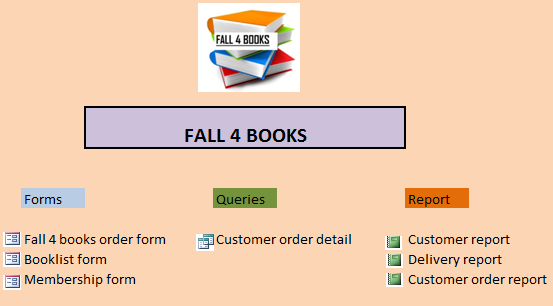 FALL 4 BOOKS
FALL 4 BOOKS
Forms
Queries
Report
Fall 4 books order form
Customer order detail
Customer report
Booklist form
Delivery report
Membership form
Customer order report